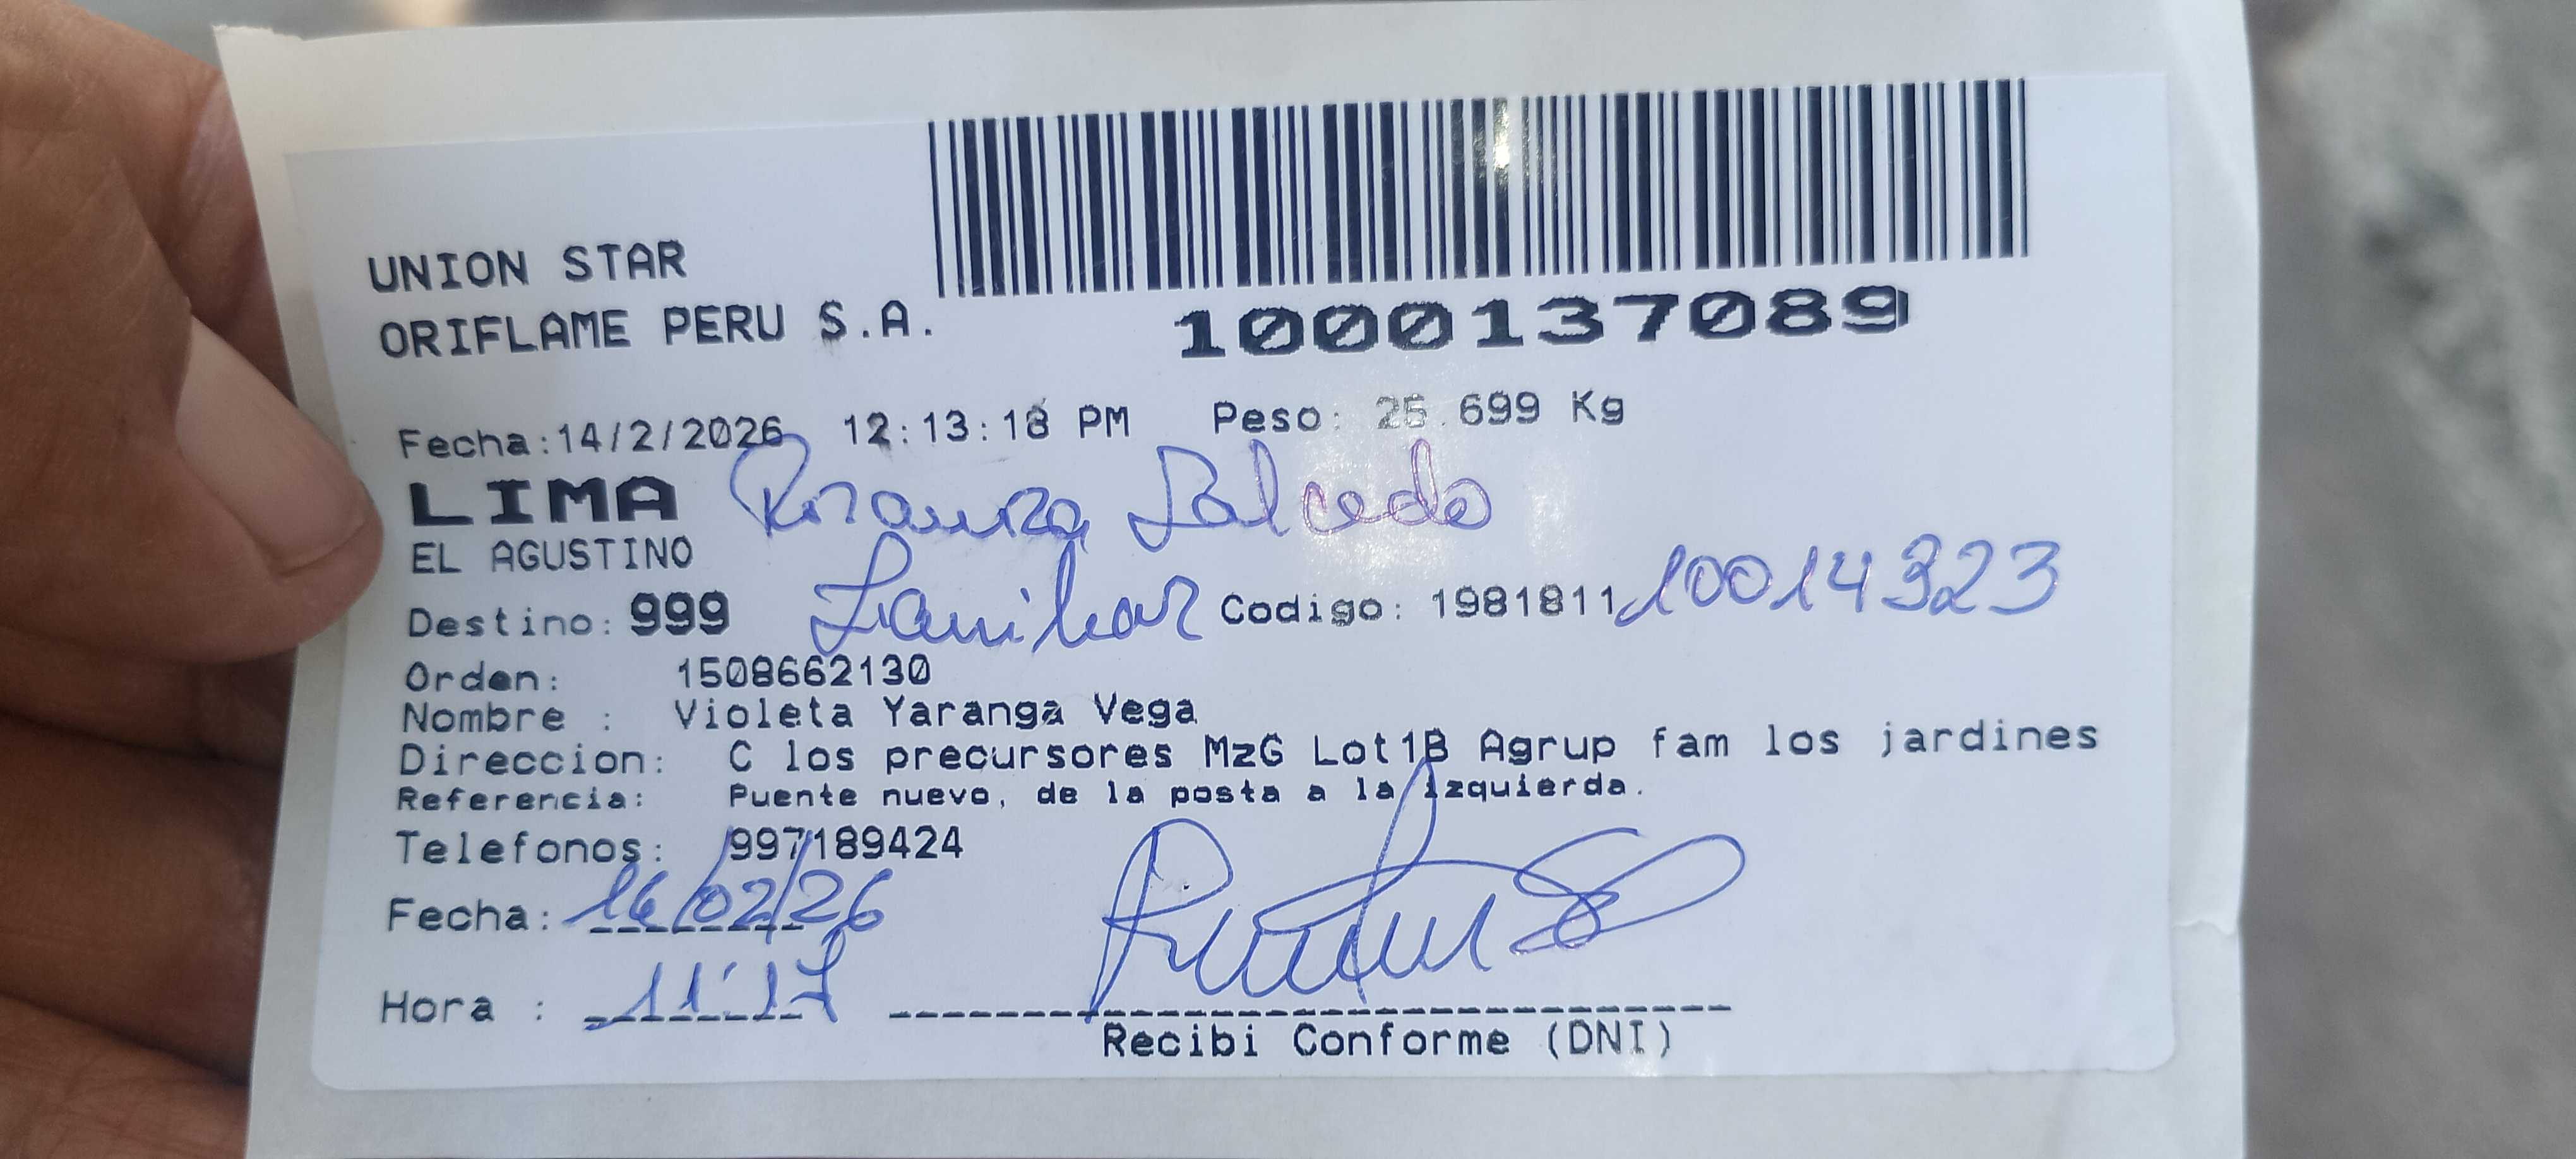 UNION STAR
ORIFLAME PERU S.A.
1000137089
Fecha:14/2/2026 12:13:18 PM Peso: 25.699 Kg
LIMA Salcedo
EL AGUSTINO
Destino: 999 Familiar Codigo: 1981811 10014323
Orden: 1508662130
Nombre : Violeta Yaranga Vega
Direccion: C los precursores MzG Lot1B Agrup fam los jardines
Referencia: Puente nuevo, de la posta a la izquierda.
Telefonos: 997189424
Fecha: 16/02/26
Hora : 11:17
Recibi Conforme (DNI)